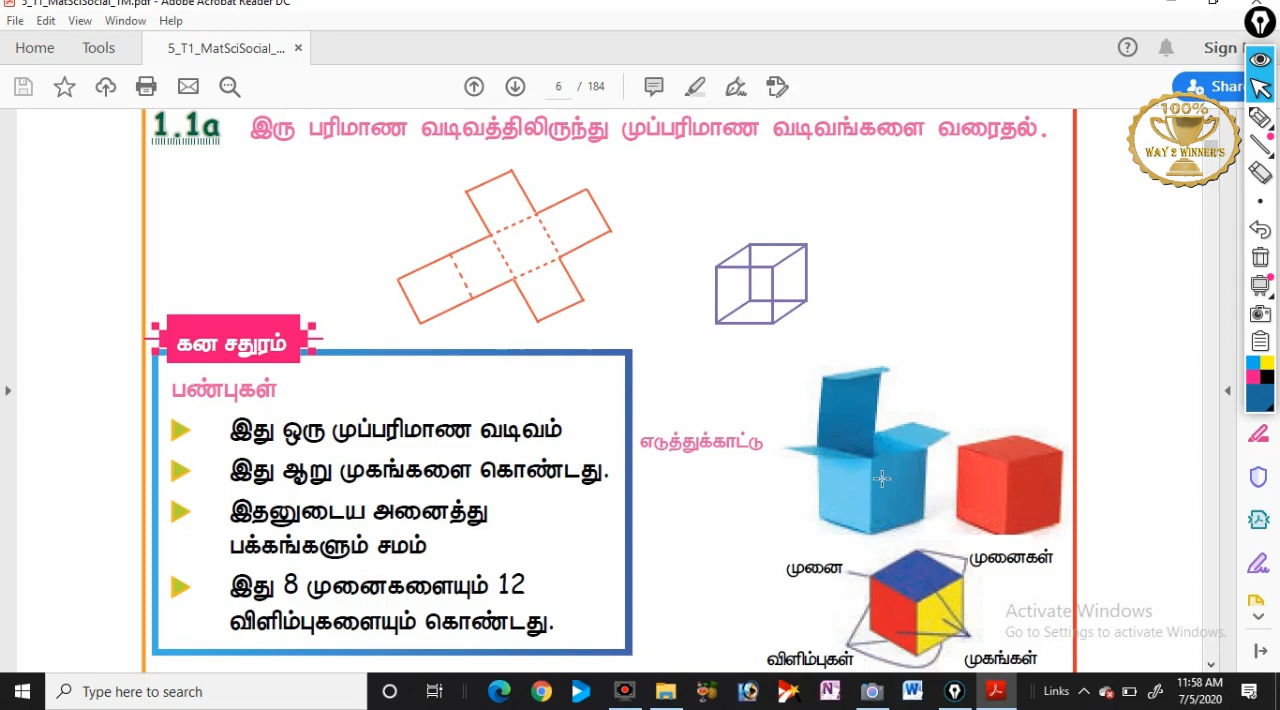 5_T1_MatSciSocial_TM.pdf - Adobe Acrobat Reader DC
File Edit View Window Help
Home Tools 5_T1_MatSciSocial_... × Sign
6 / 184
Shar
1.1a இரு பரிமாண வடிவத்திலிருந்து முப்பரிமாண வடிவங்களை வரைதல்.
100%
WAY 2 WINNER'S
கன சதுரம்
பண்புகள்
இது ஒரு முப்பரிமாண வடிவம்
இது ஆறு முகங்களை கொண்டது.
இதனுடைய அனைத்து
பக்கங்களும் சமம்
இது 8 முனைகளையும் 12
விளிம்புகளையும் கொண்டது.
எடுத்துக்காட்டு
முனை
முனைகள்
விளிம்புகள்
முகங்கள்
Activate Windows
Go to Settings to activate Windows.
Type here to search
Links
11:58 AM
7/5/2020